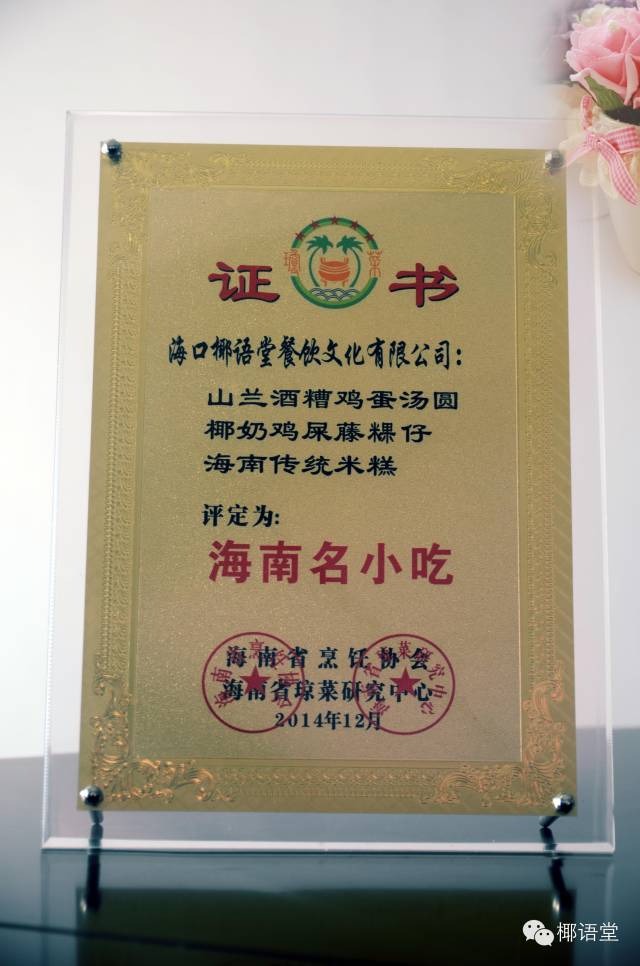 琼菜
证书
海口椰语堂餐饮文化有限公司：
山兰酒糟鸡蛋汤圆
椰奶鸡屎藤粿仔
海南传统米糕
评定为：
海南名小吃
海南省烹饪协会
海南省琼菜研究中心
2014年12月
椰语堂